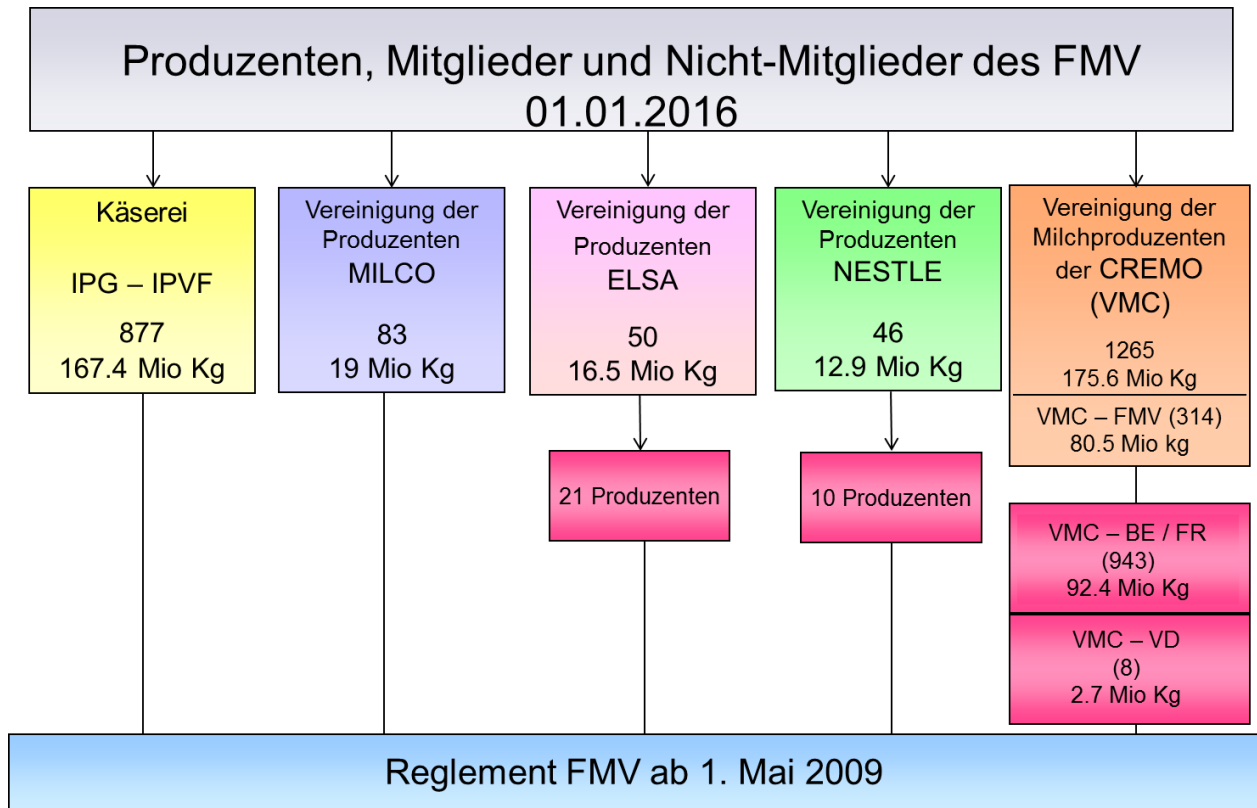 Produzenten, Mitglieder und Nicht-Mitglieder des FMV
01.01.2016
Käserei
IPG – IPVF
877
167.4 Mio Kg
Vereinigung der
Produzenten
MILCO
83
19 Mio Kg
Vereinigung der
Produzenten
ELSA
50
16.5 Mio Kg
21 Produzenten
Vereinigung der
Produzenten
NESTLE
46
12.9 Mio Kg
10 Produzenten
Vereinigung der
Milchproduzenten
der CREMO
(VMC)
1265
175.6 Mio Kg
VMC – FMV (314)
80.5 Mio kg
VMC – BE / FR
(943)
92.4 Mio Kg
VMC – VD
(8)
2.7 Mio Kg
Reglement FMV ab 1. Mai 2009